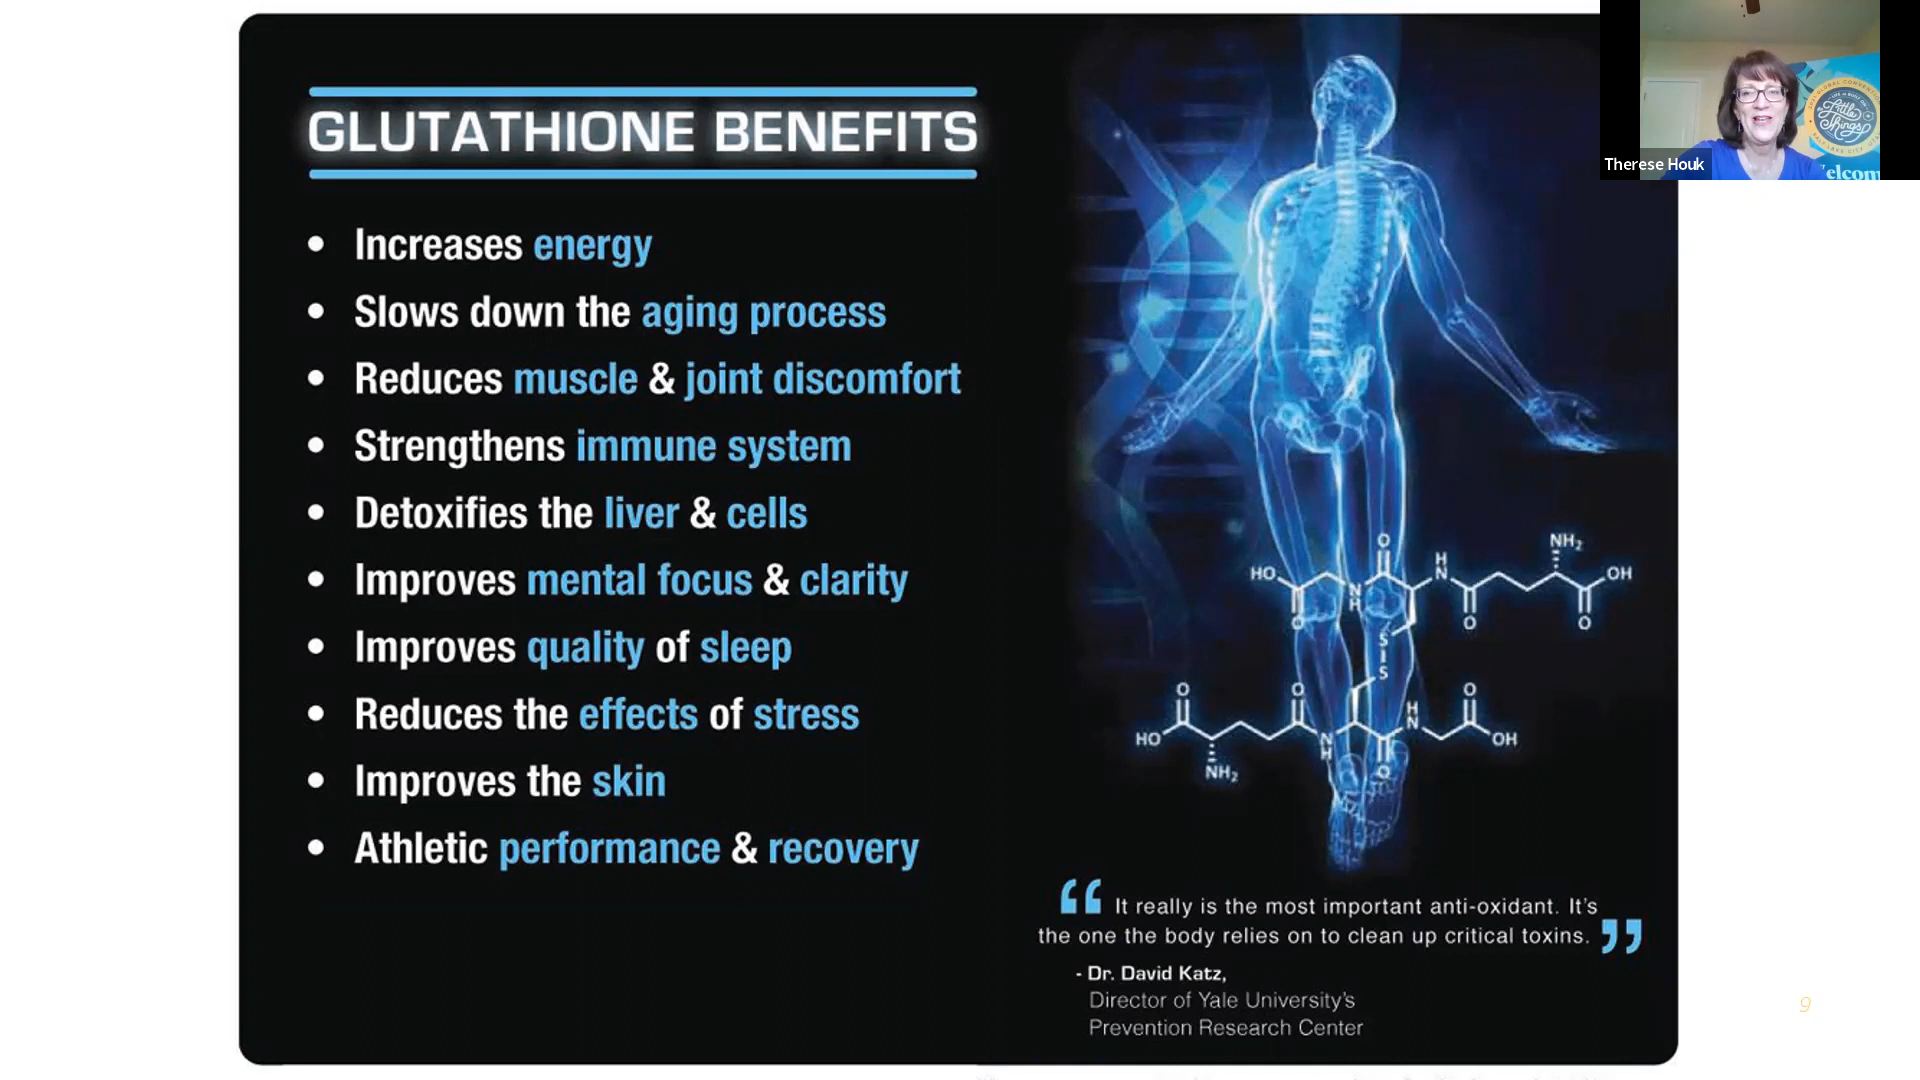 GLUTATHIONE BENEFITS
• Increases energy
• Slows down the aging process
• Reduces muscle & joint discomfort
• Strengthens immune system
• Detoxifies the liver & cells
• Improves mental focus & clarity
• Improves quality of sleep
• Reduces the effects of stress
• Improves the skin
• Athletic performance & recovery
O
NH₂
HO
N
H
H
N
OH
O
O
O
S
S
O
O
H
N
O
HO
N
H
OH
NH₂
O
“ It really is the most important anti-oxidant. It's
the one the body relies on to clean up critical toxins. ”
- Dr. David Katz,
Director of Yale University's
Prevention Research Center
Therese Houk
Little
Things
elcom
9